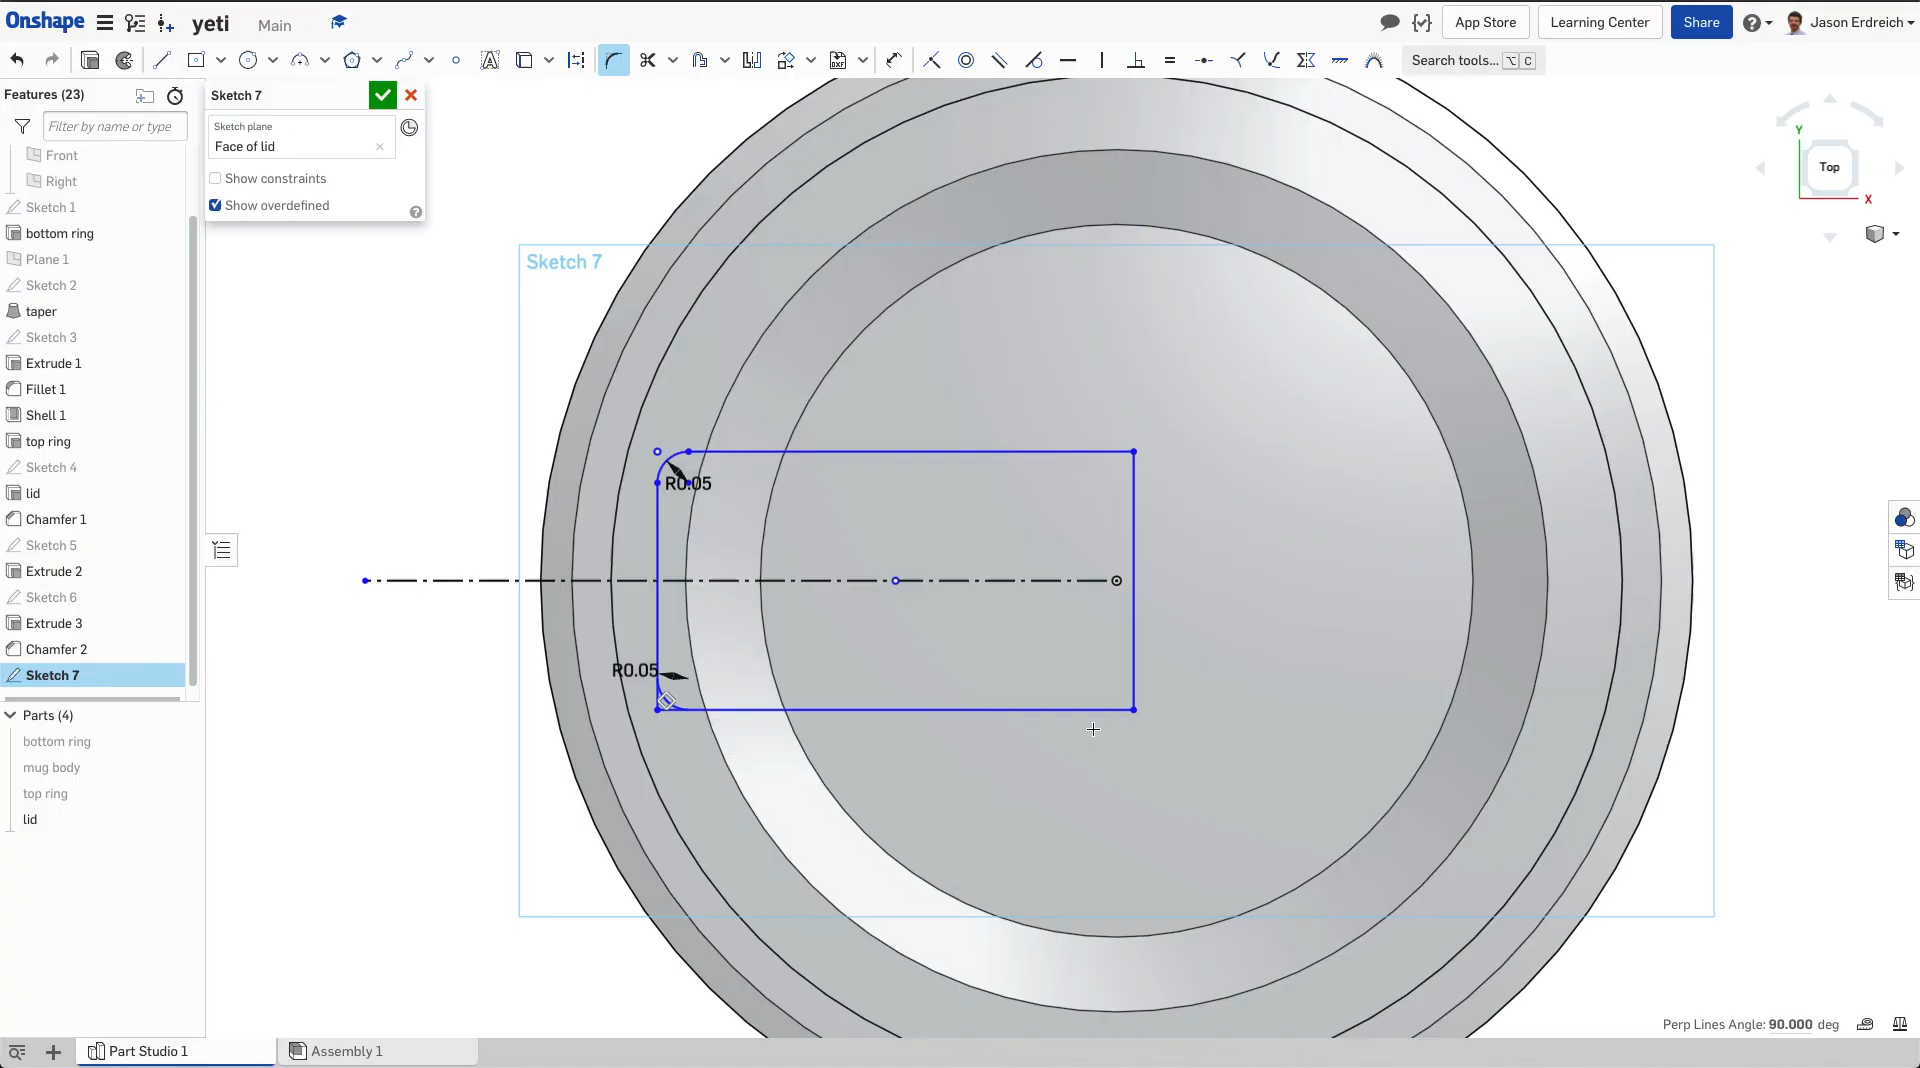 Onshape
yeti
Main
App Store
Learning Center
Share
Jason Erdreich
Search tools...
⌥ C
Features (23)
Filter by name or type
Front
Right
Sketch 1
bottom ring
Plane 1
Sketch 2
taper
Sketch 3
Extrude 1
Fillet 1
Shell 1
top ring
Sketch 4
lid
Chamfer 1
Sketch 5
Extrude 2
Sketch 6
Extrude 3
Chamfer 2
Sketch 7
Parts (4)
bottom ring
mug body
top ring
lid
Sketch 7
Sketch plane
Face of lid
Show constraints
Show overdefined
Sketch 7
R0.05
R0.05
Y
Top
X
Perp Lines Angle: 90.000 deg
Part Studio 1
Assembly 1